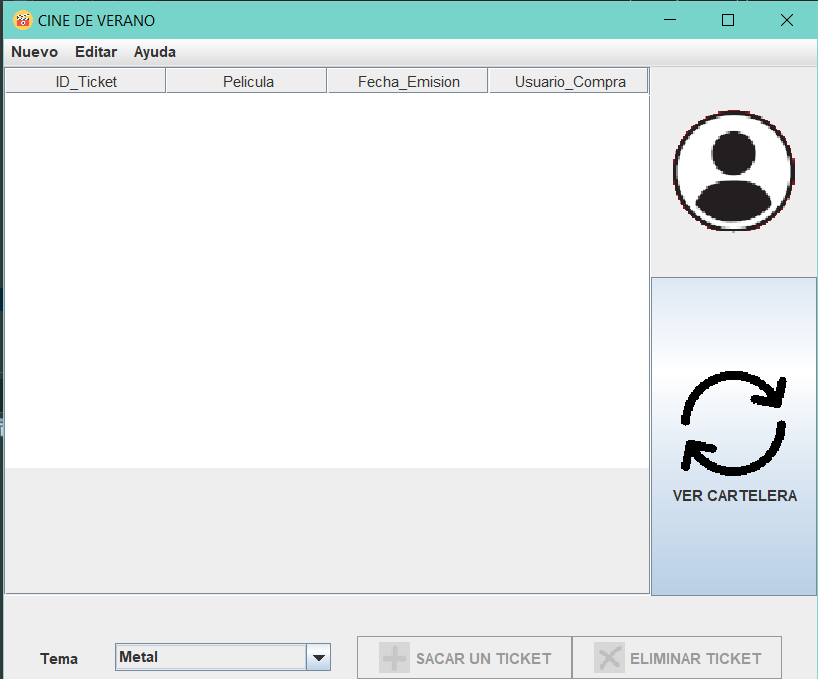 CINE DE VERANO
Nuevo Editar Ayuda
ID_Ticket Pelicula Fecha_Emision Usuario_Compra
VER CARTELERA
Tema Metal SACAR UN TICKET ELIMINAR TICKET